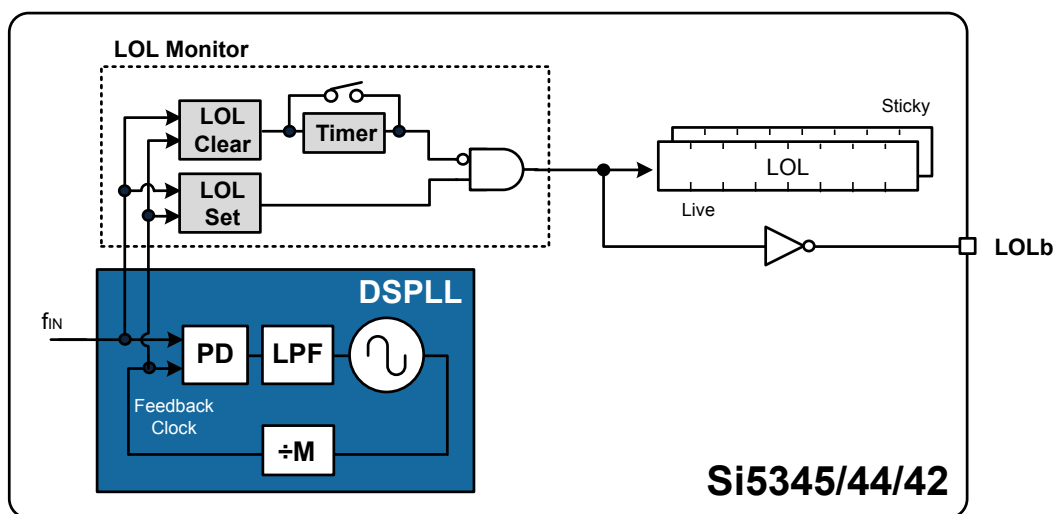 LOL Monitor
LOL
Clear
Timer
LOL
Set
Sticky
LOL
Live
LOLb
DSPLL
fIN
PD
LPF
Feedback
Clock
÷M
Si5345/44/42